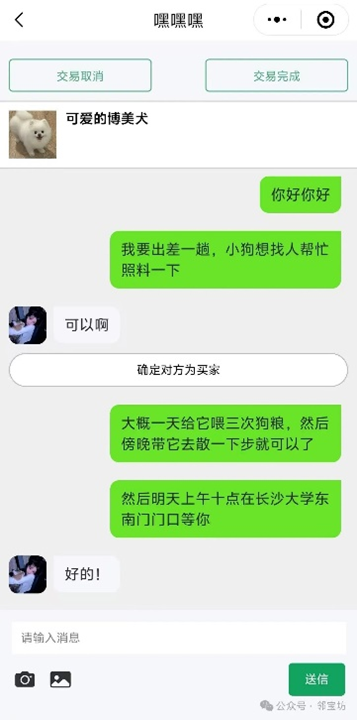 嘿嘿嘿
交易取消
交易完成
可爱的博美犬
你好你好
我要出差一趟，小狗想找人帮忙
照料一下
可以啊
确定对方为买家
大概一天给它喂三次狗粮，然后
傍晚带它去散一下步就可以了
然后明天上午十点在长沙大学东
南门门口等你
好的！
请输入消息
送信
公众号·邻宝坊